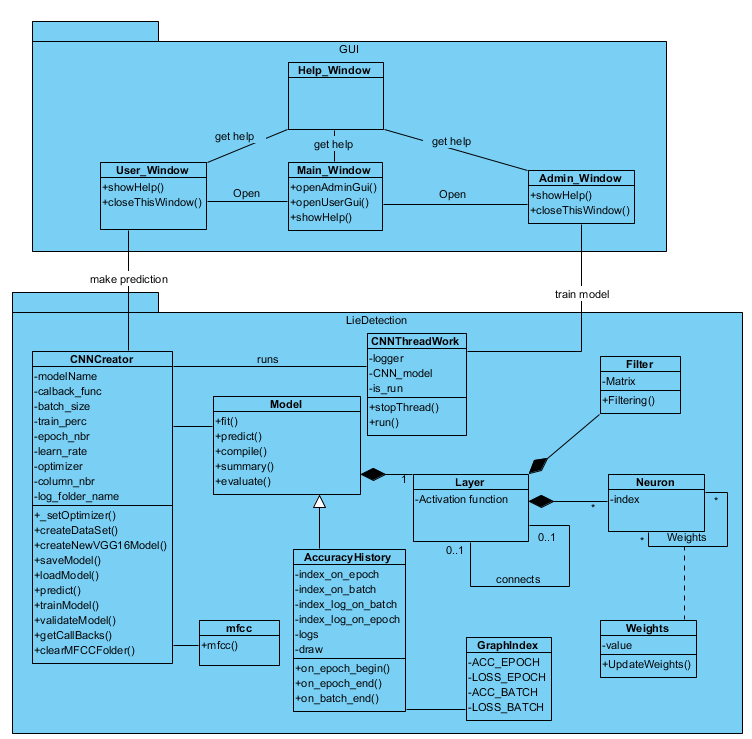 GUI
Help_Window
get help
get help
get help
User_Window
+showHelp()
+closeThisWindow()
Open
Main_Window
+openAdminGui()
+openUserGui()
+showHelp()
Open
Admin_Window
+showHelp()
+closeThisWindow()
make prediction
train model
LieDetection
CNNCreator
-modelName
-calback_func
-batch_size
-train_perc
-epoch_nbr
-learn_rate
-optimizer
-column_nbr
-log_folder_name
+_setOptimizer()
+createDataSet()
+createNewVGG16Model()
+saveModel()
+loadModel()
+predict()
+trainModel()
+validateModel()
+getCallBacks()
+clearMFCCFolder()
runs
CNNThreadWork
-logger
-CNN_model
-is_run
+stopThread()
+run()
Model
+fit()
+predict()
+compile()
+summary()
+evaluate()
Filter
-Matrix
+Filtering()
1
Layer
-Activation function
*
Neuron
-index
*
*
Weights
0..1
0..1
connects
AccuracyHistory
-index_on_epoch
-index_on_batch
-index_log_on_batch
-index_log_on_epoch
-logs
-draw
+on_epoch_begin()
+on_epoch_end()
+on_batch_end()
mfcc
+mfcc()
GraphIndex
-ACC_EPOCH
-LOSS_EPOCH
-ACC_BATCH
-LOSS_BATCH
Weights
-value
+UpdateWeights()